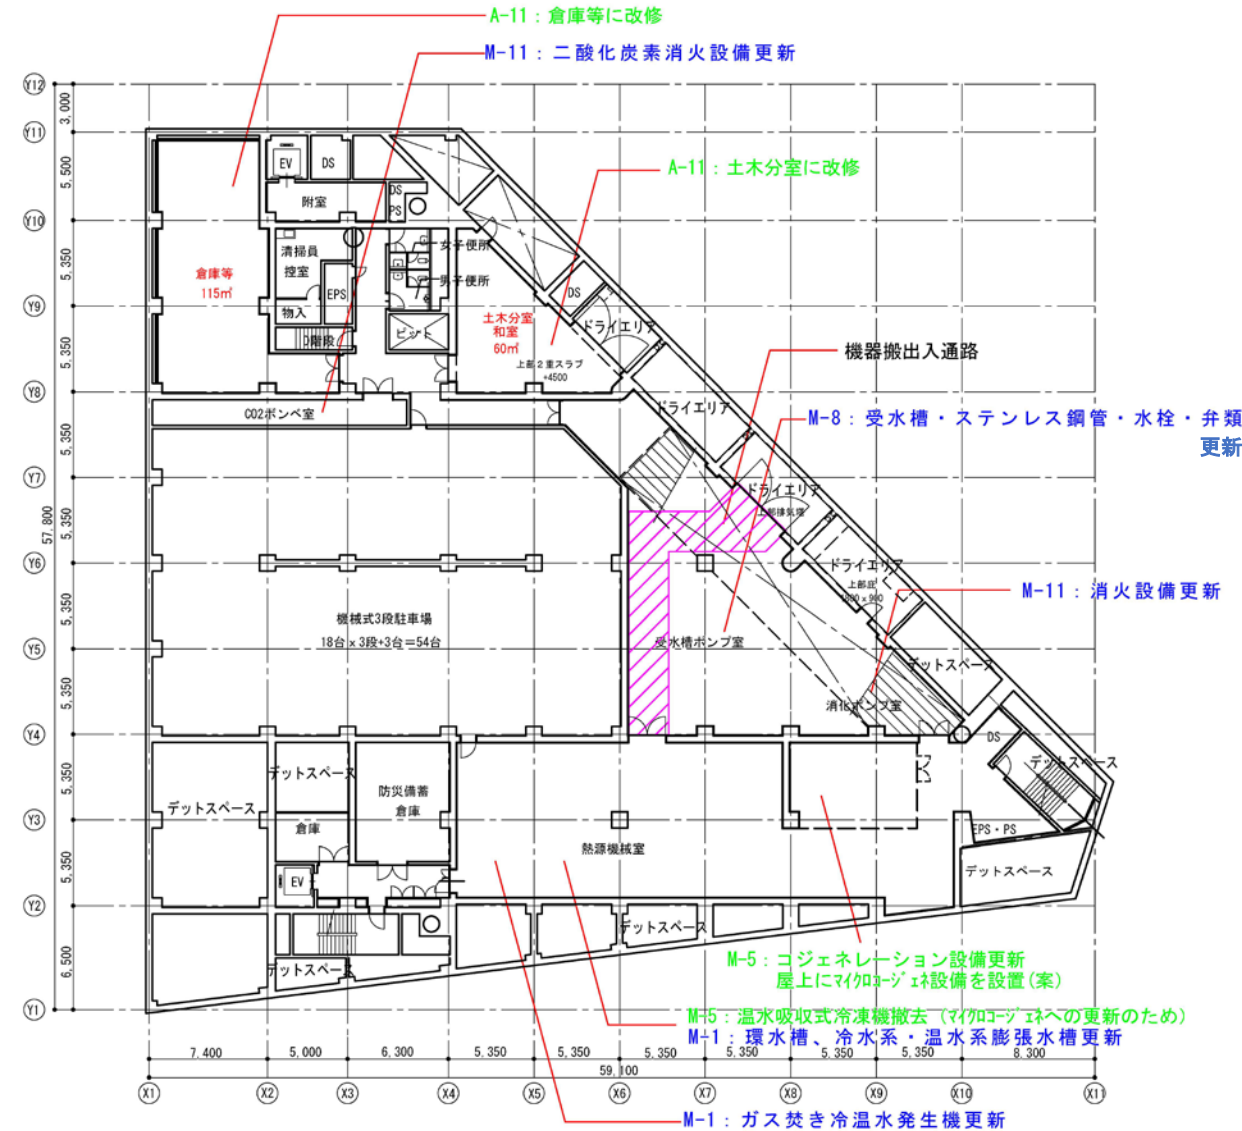 A-11：倉庫等に改修
M-11：二酸化炭素消火設備更新
Y12
3,000
Y11
5,500
EV
DS
A-11：土木分室に改修
附室
DS
PS
Y10
清掃員
控室
女子便所
5,350
倉庫等
115㎡
EPS
男子便所
DS
Y9
物入
土木分室
和室
60㎡
ドライエリア
D階段
ピット
5,350
上部２重スラブ
+4500
機器搬出入通路
Y8
CO2ボンベ室
ドライエリア
M-8：受水槽・ステンレス鋼管・水栓・弁類
更新
5,350
Y7
ドライエリア
上部排気塔
57,800
5,350
Y6
ドライエリア
上部庇
M-11：消火設備更新
5,350
機械式3段駐車場
18台ｘ3段+3台＝54台
受水槽ポンプ室
Y5
デットスペース
5,350
消化ポンプ室
Y4
DS
デットスペース
デットスペース
5,350
防災備蓄
倉庫
デットスペース
Y3
倉庫
EPS・PS
熱源機械室
5,350
デットスペース
EV
Y2
デットスペース
6,500
デットスペース
M-5：コジェネレーション設備更新
屋上にﾏｲｸﾛｺｰｼﾞｪﾈ設備を設置(案)
Y1
M-5：温水吸収式冷凍機撤去（ﾏｲｸﾛｺｰｼﾞｪﾈへの更新のため）
M-1：環水槽、冷水系・温水系膨張水槽更新
7,400
5,000
6,300
5,350
5,350
5,350
5,350
5,350
5,350
8,300
59,100
X1
X2
X3
X4
X5
X6
X7
X8
X9
X10
X11
M-1：ガス焚き冷温水発生機更新